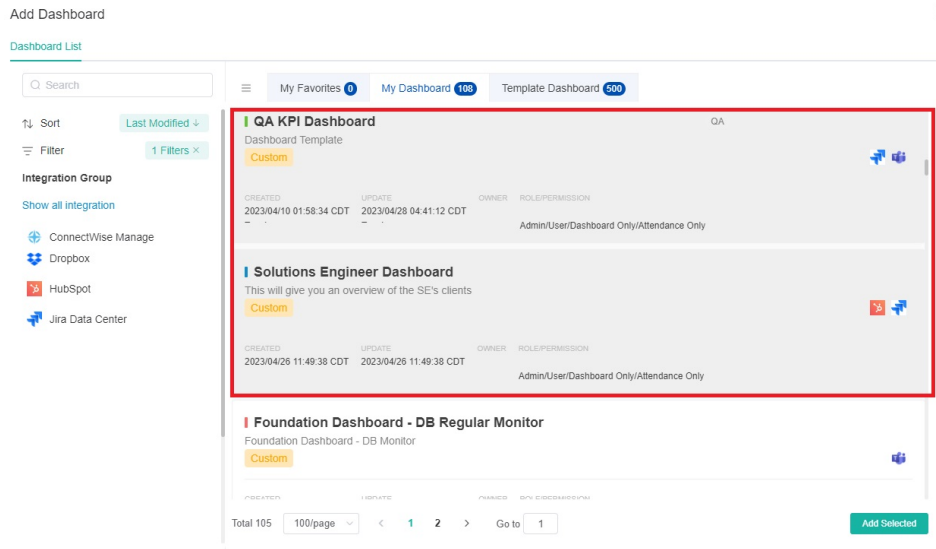 Add Dashboard
Dashboard List
Search
My Favorites 0
My Dashboard 108
Template Dashboard 500
Sort
Last Modified ↓
Filter
1 Filters ×
Integration Group
Show all integration
ConnectWise Manage
Dropbox
HubSpot
Jira Data Center
QA KPI Dashboard
QA
Dashboard Template
Custom
CREATED UPDATE OWNER ROLE/PERMISSION
2023/04/10 01:58:34 CDT 2023/04/28 04:41:12 CDT
Admin/User/Dashboard Only/Attendance Only
Solutions Engineer Dashboard
This will give you an overview of the SE's clients
Custom
CREATED UPDATE OWNER ROLE/PERMISSION
2023/04/26 11:49:38 CDT 2023/04/26 11:49:38 CDT
Admin/User/Dashboard Only/Attendance Only
Foundation Dashboard - DB Regular Monitor
Foundation Dashboard - DB Monitor
Custom
CREATED UPDATE OWNER ROLE/PERMISSION
Total 105 100/page < 1 2 > Go to 1
Add Selected